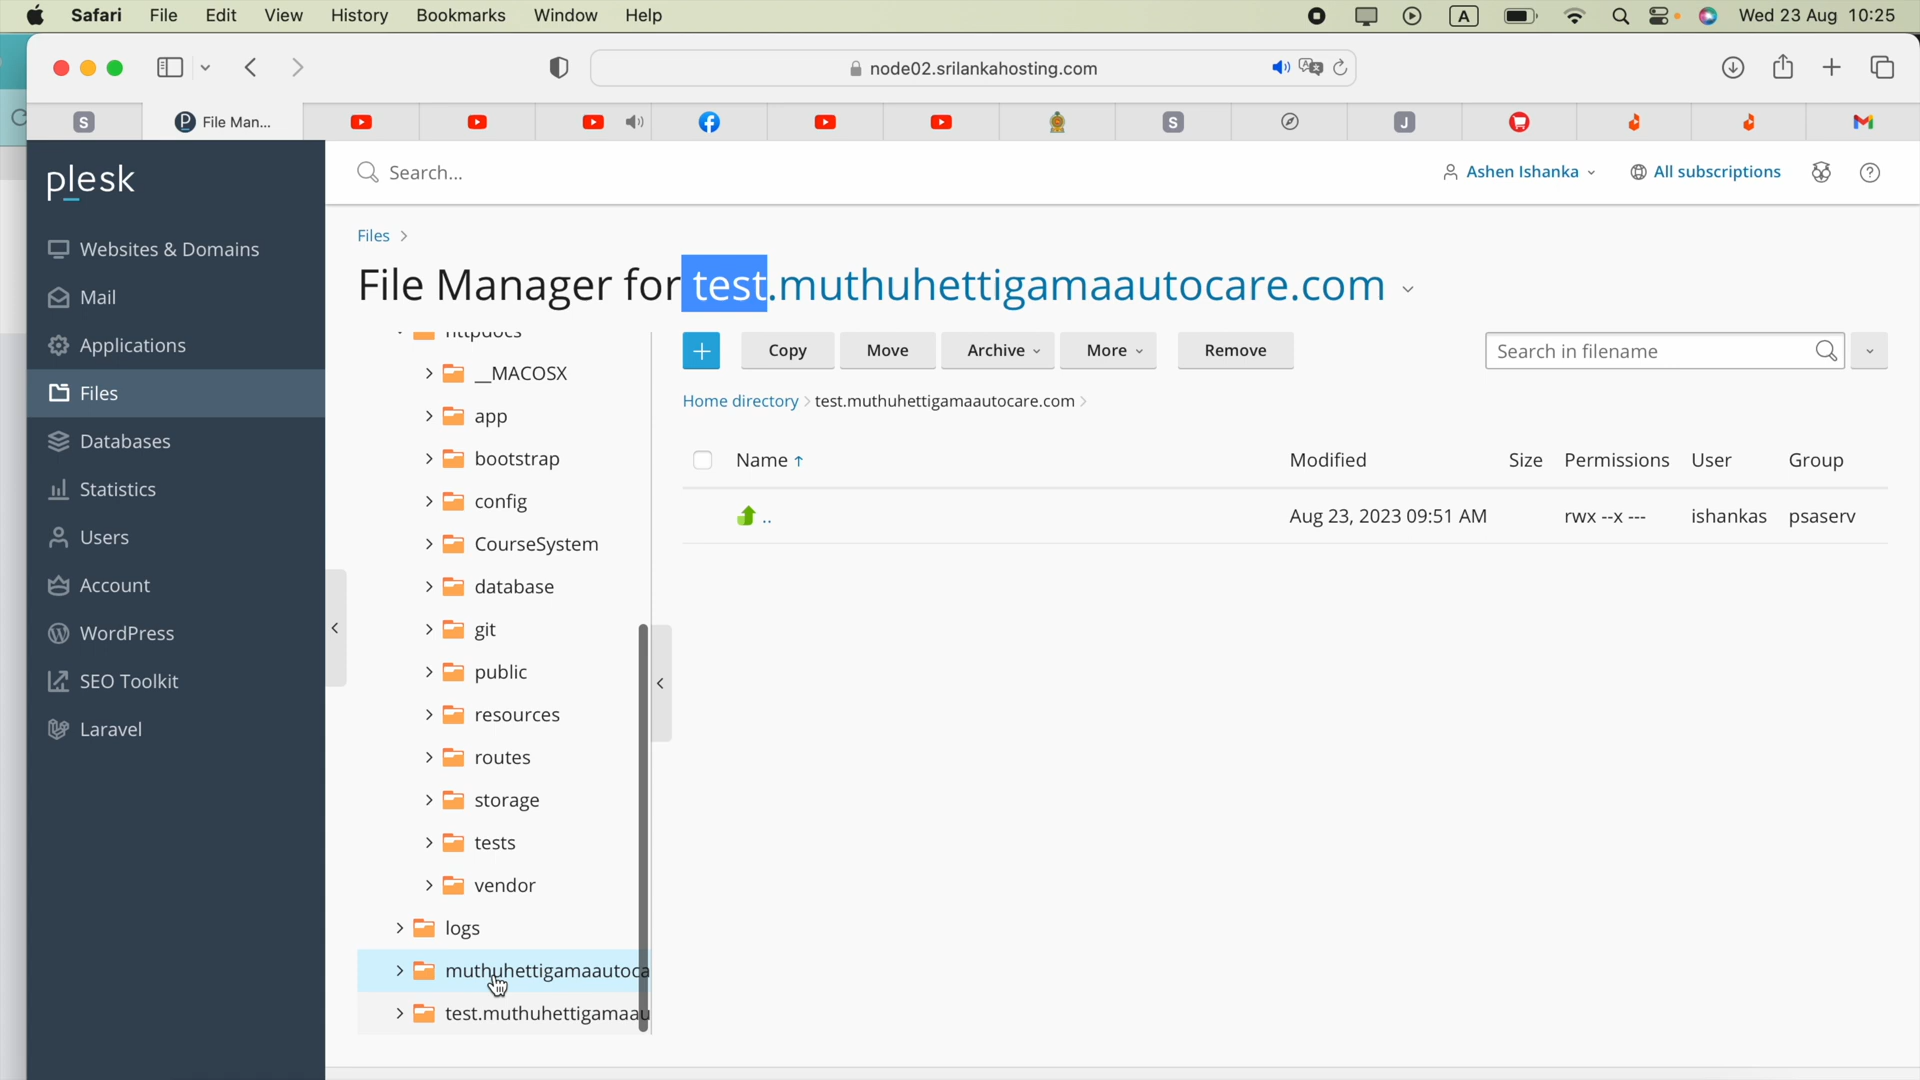 Safari File Edit View History Bookmarks Window Help A Wed 23 Aug 10:25
node02.srilankahosting.com
S File Man... S J
plesk
Search...
Ashen Ishanka
All subscriptions
Websites & Domains
Mail
Applications
Files
Databases
Statistics
Users
Account
WordPress
SEO Toolkit
Laravel
Files >
File Manager for test.muthuhettigamaautocare.com
httpdocs
__MACOSX
app
bootstrap
config
CourseSystem
database
git
public
resources
routes
storage
tests
vendor
logs
muthuhettigamaautoca
test.muthuhettigamaau
+ Copy Move Archive More Remove
Search in filename
Home directory > test.muthuhettigamaautocare.com >
Name ↑ Modified Size Permissions User Group
.. Aug 23, 2023 09:51 AM rwx --x --- ishankas psaserv